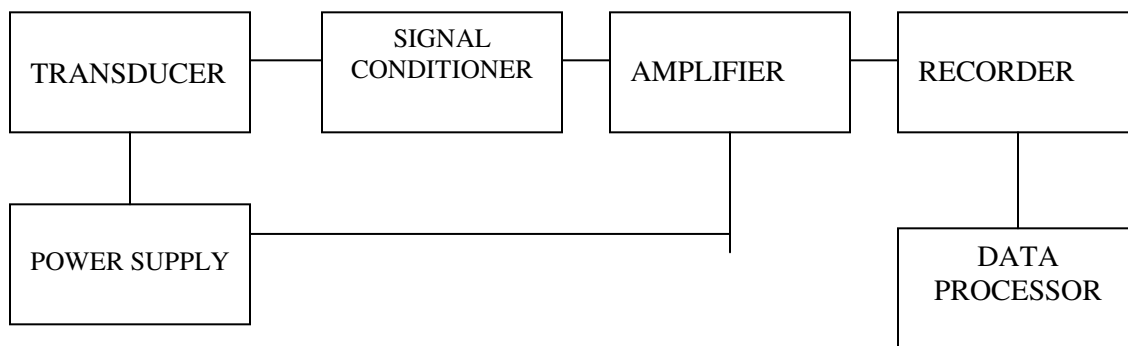 TRANSDUCER
SIGNAL
CONDITIONER
AMPLIFIER
RECORDER
POWER SUPPLY
DATA
PROCESSOR